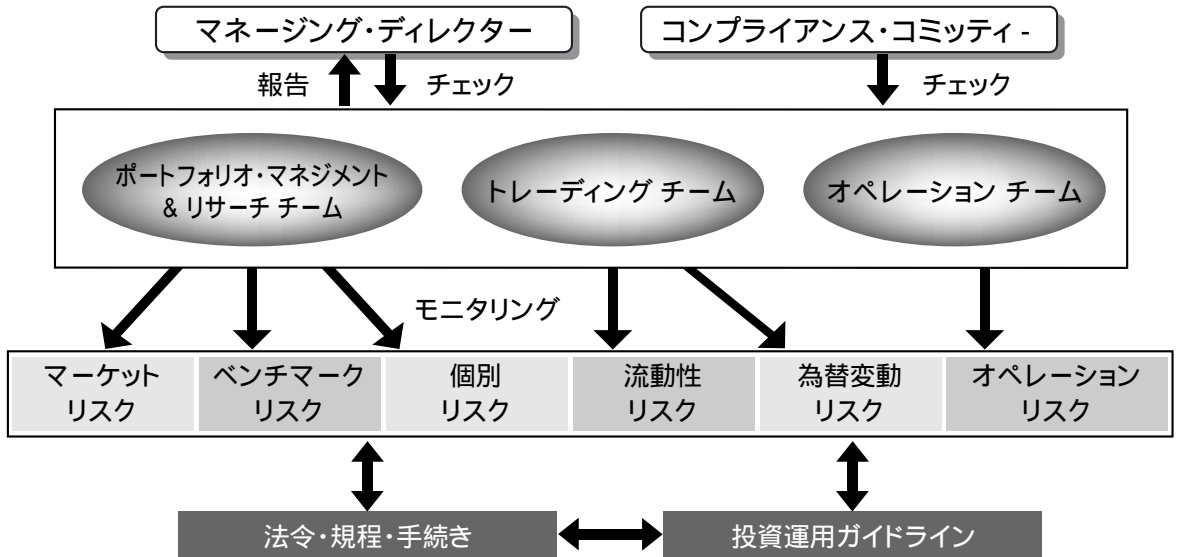 マネージング・ディレクター
コンプライアンス・コミッティ-
報告
チェック
チェック
ポートフォリオ・マネジメント
& リサーチ チーム
トレーディング チーム
オペレーション チーム
モニタリング
マーケット
リスク
ベンチマーク
リスク
個別
リスク
流動性
リスク
為替変動
リスク
オペレーション
リスク
法令・規程・手続き
投資運用ガイドライン